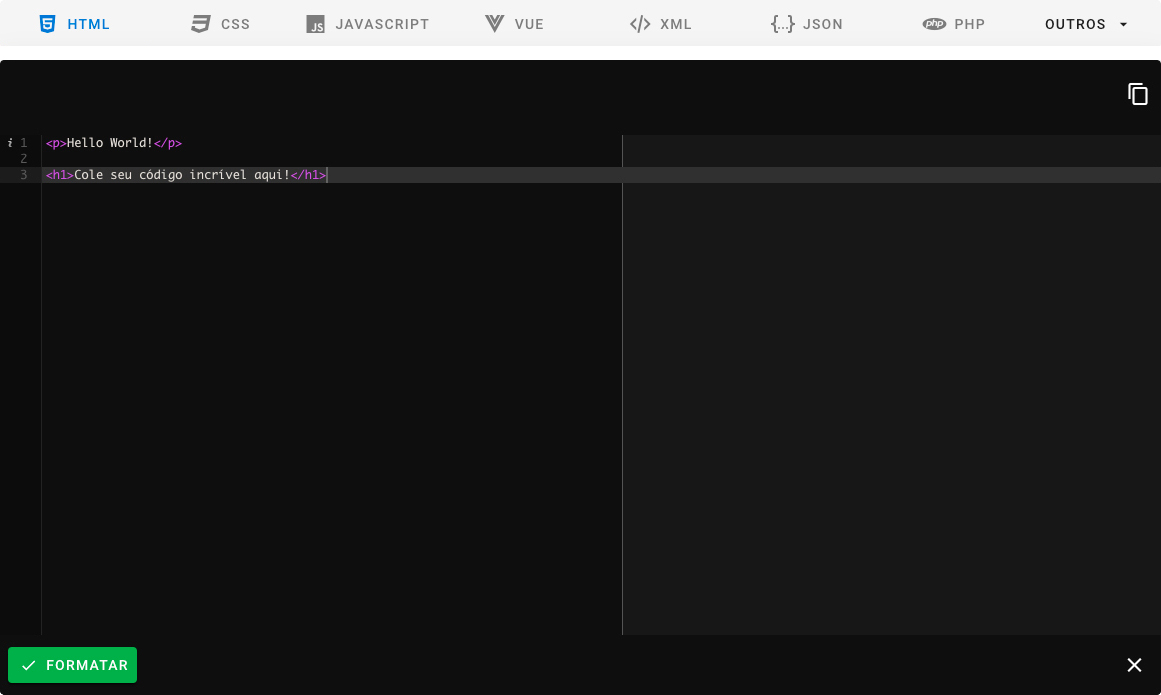 HTML CSS JS JAVASCRIPT VUE </> XML {...} JSON php PHP OUTROS
i 1 <p>Hello World!</p>
2
3 <h1>Cole seu código incrível aqui!</h1>
FORMATAR